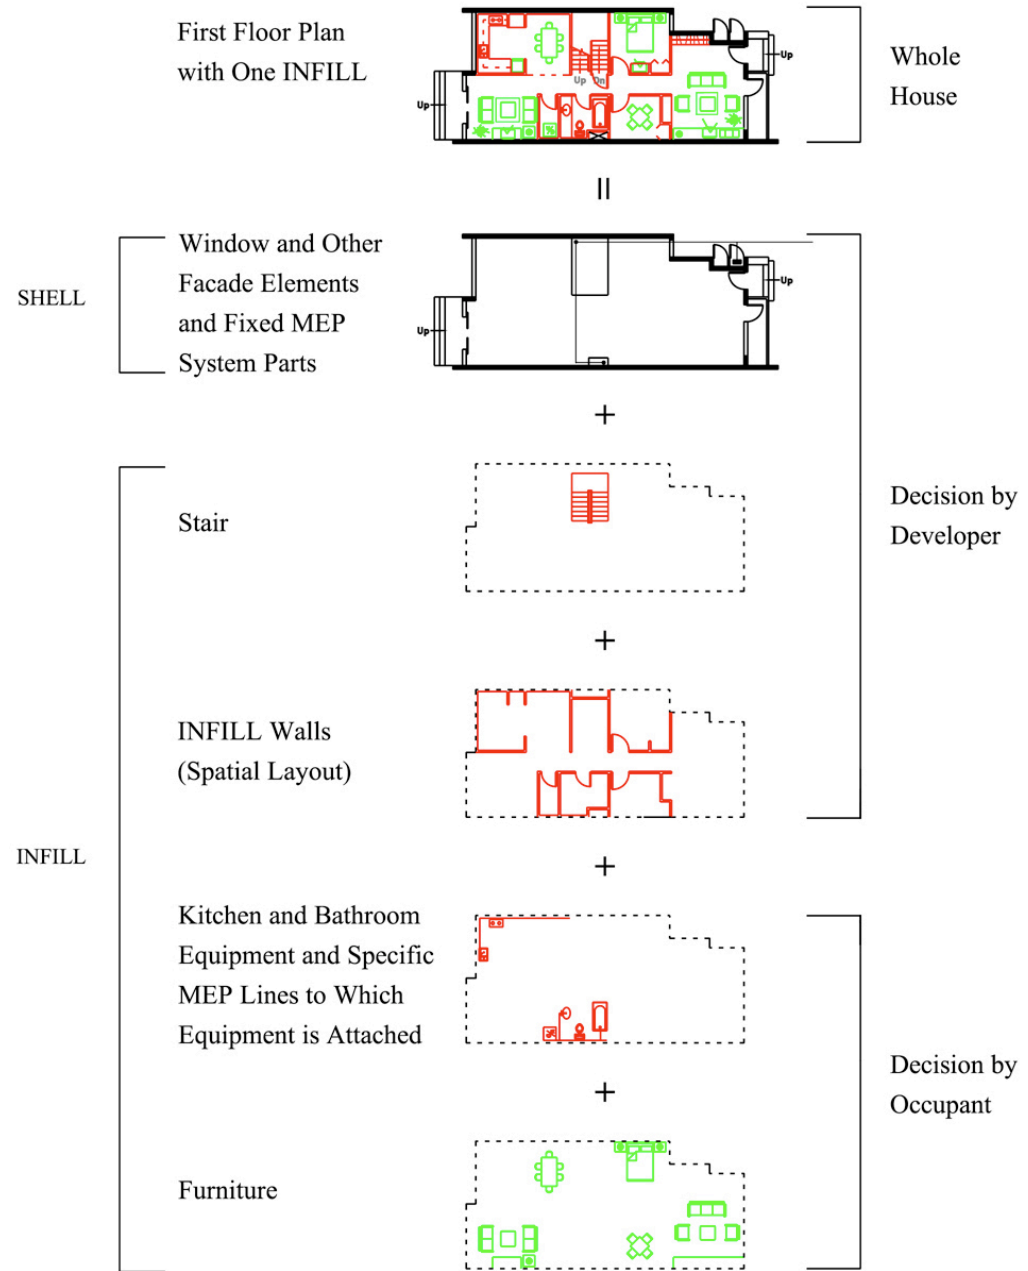 First Floor Plan
with One INFILL
Up Dn
Up
Up
Whole
House
SHELL
Window and Other
Facade Elements
and Fixed MEP
System Parts
Up
Up
Stair
Decision by
Developer
INFILL Walls
(Spatial Layout)
INFILL
Kitchen and Bathroom
Equipment and Specific
MEP Lines to Which
Equipment is Attached
Decision by
Occupant
Furniture